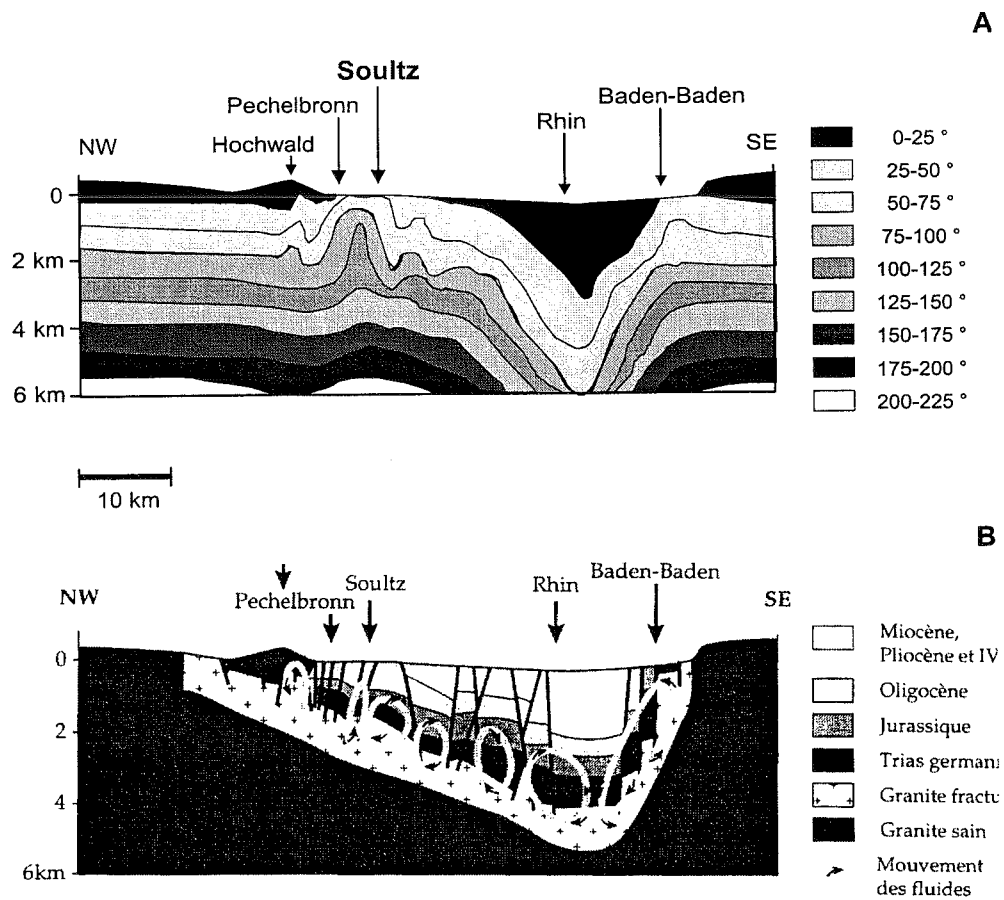 A
Soultz
Pechelbronn
Baden-Baden
Rhin
NW
Hochwald
SE
0
2 km
4 km
6 km
0-25 °
25-50 °
50-75 °
75-100 °
100-125 °
125-150 °
150-175 °
175-200 °
200-225 °
10 km
B
Baden-Baden
Soultz
Rhin
NW
Pechelbronn
SE
0
2
4
6km
Miocène,
Pliocène et IV
Oligocène
Jurassique
Trias german
Granite fractu
Granite sain
Mouvement
des fluides